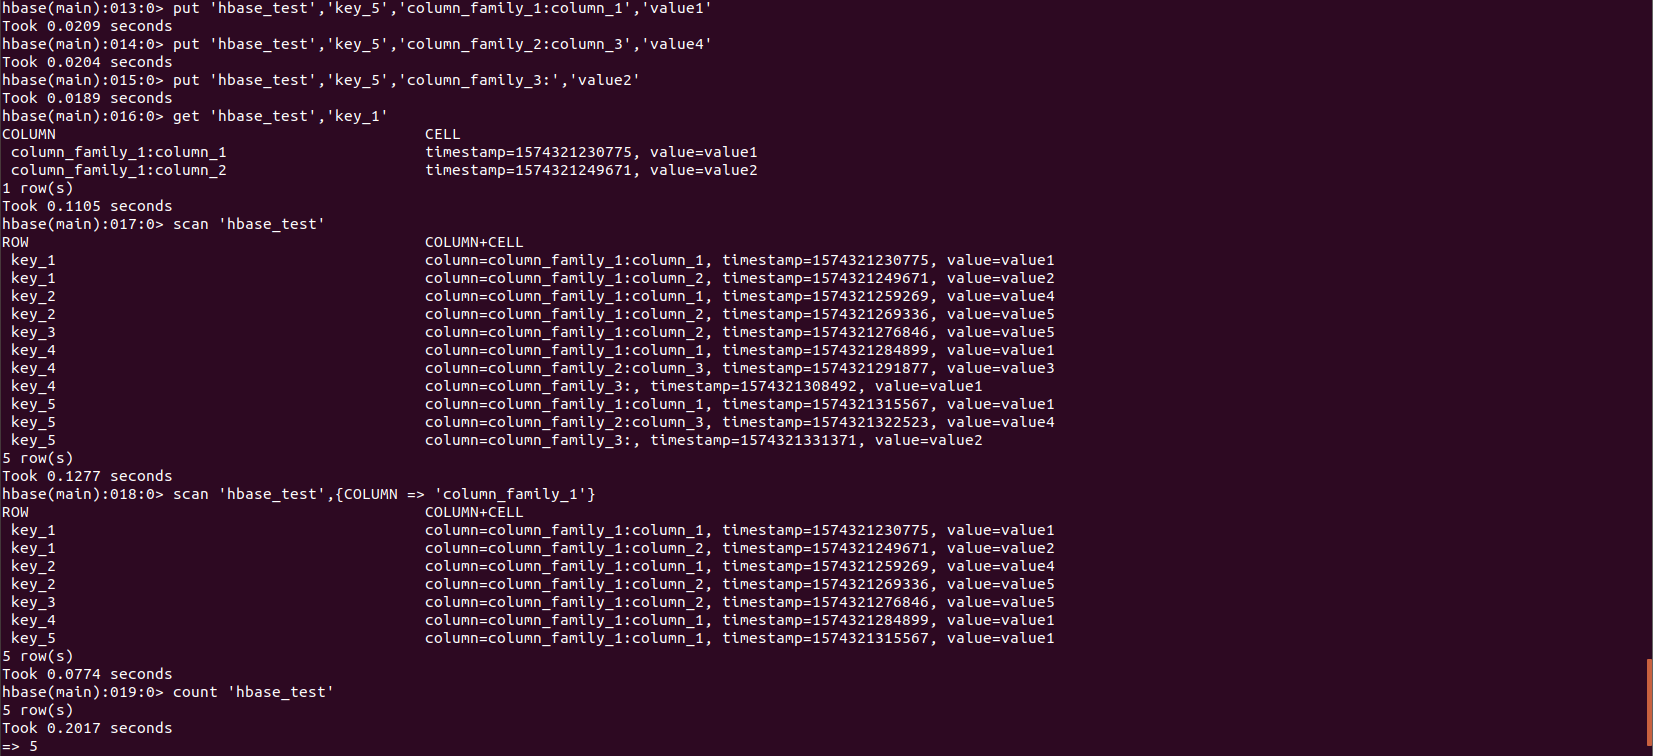 hbase(main):013:0> put 'hbase_test','key_5','column_family_1:column_1','value1'
Took 0.0209 seconds
hbase(main):014:0> put 'hbase_test','key_5','column_family_2:column_3','value4'
Took 0.0204 seconds
hbase(main):015:0> put 'hbase_test','key_5','column_family_3:','value2'
Took 0.0189 seconds
hbase(main):016:0> get 'hbase_test','key_1'
COLUMN CELL
column_family_1:column_1 timestamp=1574321230775, value=value1
column_family_1:column_2 timestamp=1574321249671, value=value2
1 row(s)
Took 0.1105 seconds
hbase(main):017:0> scan 'hbase_test'
ROW COLUMN+CELL
key_1 column=column_family_1:column_1, timestamp=1574321230775, value=value1
key_1 column=column_family_1:column_2, timestamp=1574321249671, value=value2
key_2 column=column_family_1:column_1, timestamp=1574321259269, value=value4
key_2 column=column_family_1:column_2, timestamp=1574321269336, value=value5
key_3 column=column_family_1:column_2, timestamp=1574321276846, value=value5
key_4 column=column_family_1:column_1, timestamp=1574321284899, value=value1
key_4 column=column_family_2:column_3, timestamp=1574321291877, value=value3
key_4 column=column_family_3:, timestamp=1574321308492, value=value1
key_5 column=column_family_1:column_1, timestamp=1574321315567, value=value1
key_5 column=column_family_2:column_3, timestamp=1574321322523, value=value4
key_5 column=column_family_3:, timestamp=1574321331371, value=value2
5 row(s)
Took 0.1277 seconds
hbase(main):018:0> scan 'hbase_test',{COLUMN => 'column_family_1'}
ROW COLUMN+CELL
key_1 column=column_family_1:column_1, timestamp=1574321230775, value=value1
key_1 column=column_family_1:column_2, timestamp=1574321249671, value=value2
key_2 column=column_family_1:column_1, timestamp=1574321259269, value=value4
key_2 column=column_family_1:column_2, timestamp=1574321269336, value=value5
key_3 column=column_family_1:column_2, timestamp=1574321276846, value=value5
key_4 column=column_family_1:column_1, timestamp=1574321284899, value=value1
key_5 column=column_family_1:column_1, timestamp=1574321315567, value=value1
5 row(s)
Took 0.0774 seconds
hbase(main):019:0> count 'hbase_test'
5 row(s)
Took 0.2017 seconds
=> 5